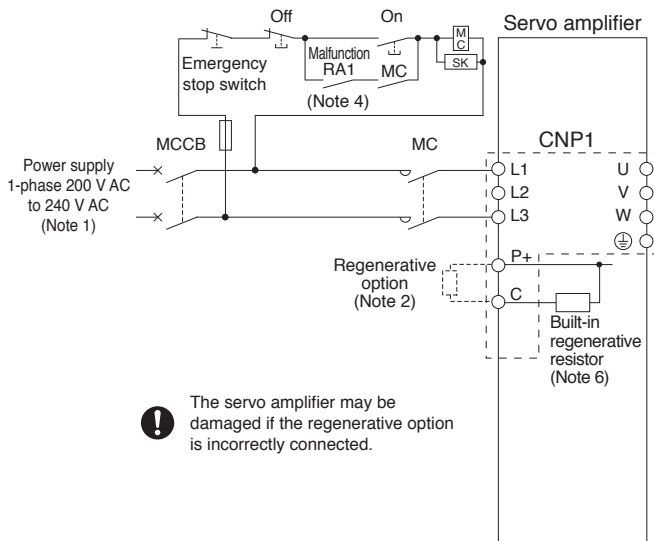 Off
On
Servo amplifier
M
C
SK
Emergency
stop switch
Malfunction
RA1
MC
(Note 4)
MCCB
MC
CNP1
Power supply
1-phase 200 V AC
to 240 V AC
(Note 1)
L1
L2
L3
U
V
W
P+
C
Regenerative
option
(Note 2)
Built-in
regenerative
resistor
(Note 6)
The servo amplifier may be
damaged if the regenerative option
is incorrectly connected.